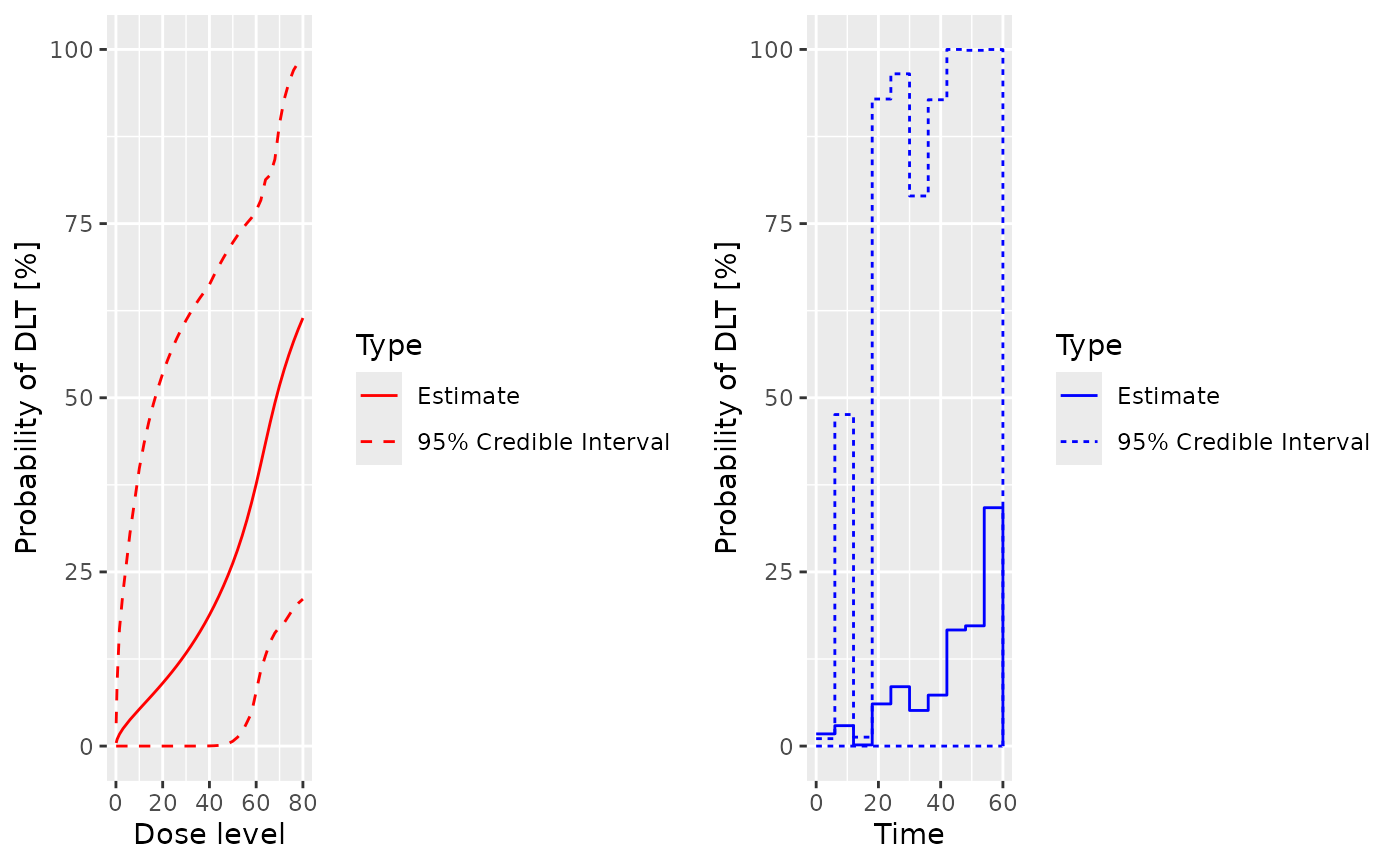 Probability of DLT [%]
100
75
50
25
0
0 20 40 60 80
Dose level
Type
Estimate
95% Credible Interval
Probability of DLT [%]
100
75
50
25
0
0 20 40 60
Time
Type
Estimate
95% Credible Interval